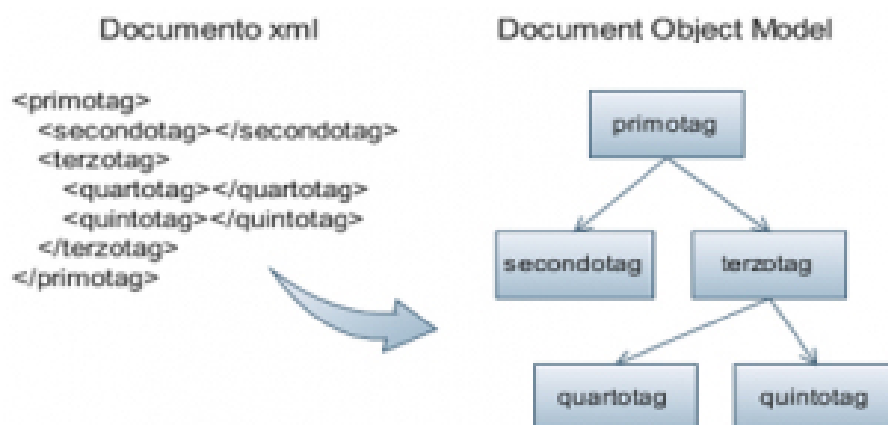 Documento xml
Document Object Model
<primotag>
<secondotag></secondotag>
<terzotag>
<quartotag></quartotag>
<quintotag></quintotag>
</terzotag>
</primotag>
primotag
secondotag
terzotag
quartotag
quintotag